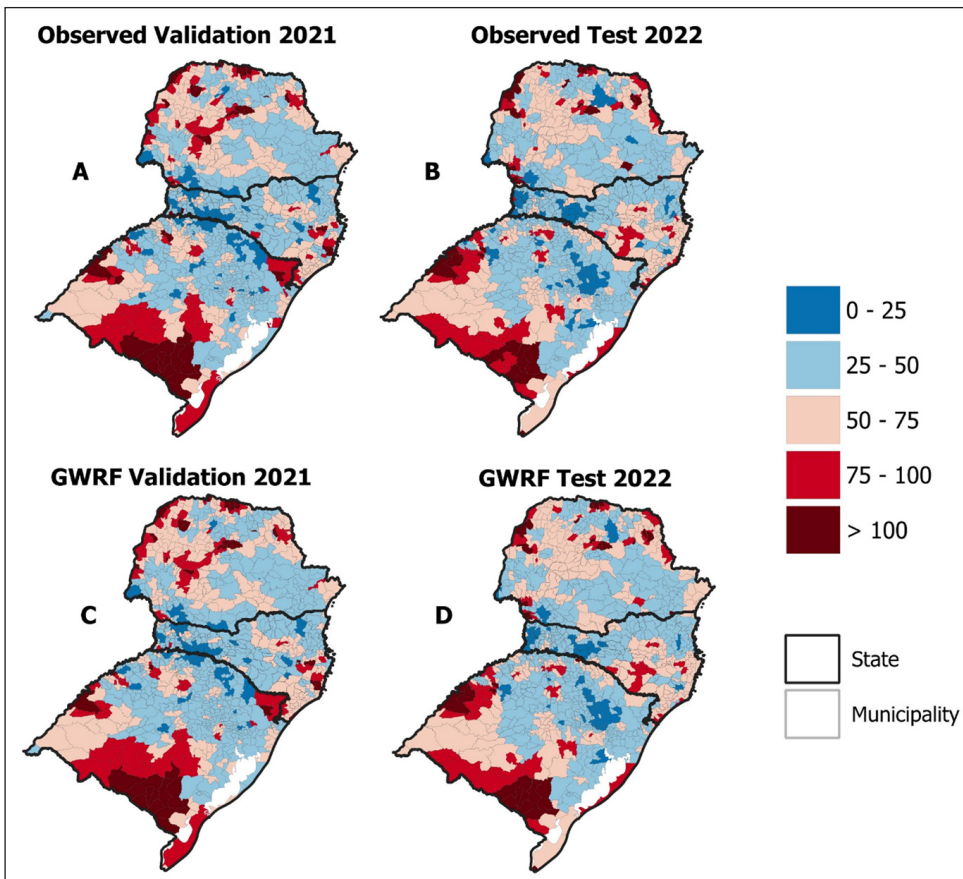 Observed Validation 2021
Observed Test 2022
A
B
GWRF Validation 2021
GWRF Test 2022
C
D
0 - 25
25 - 50
50 - 75
75 - 100
> 100
State
Municipality